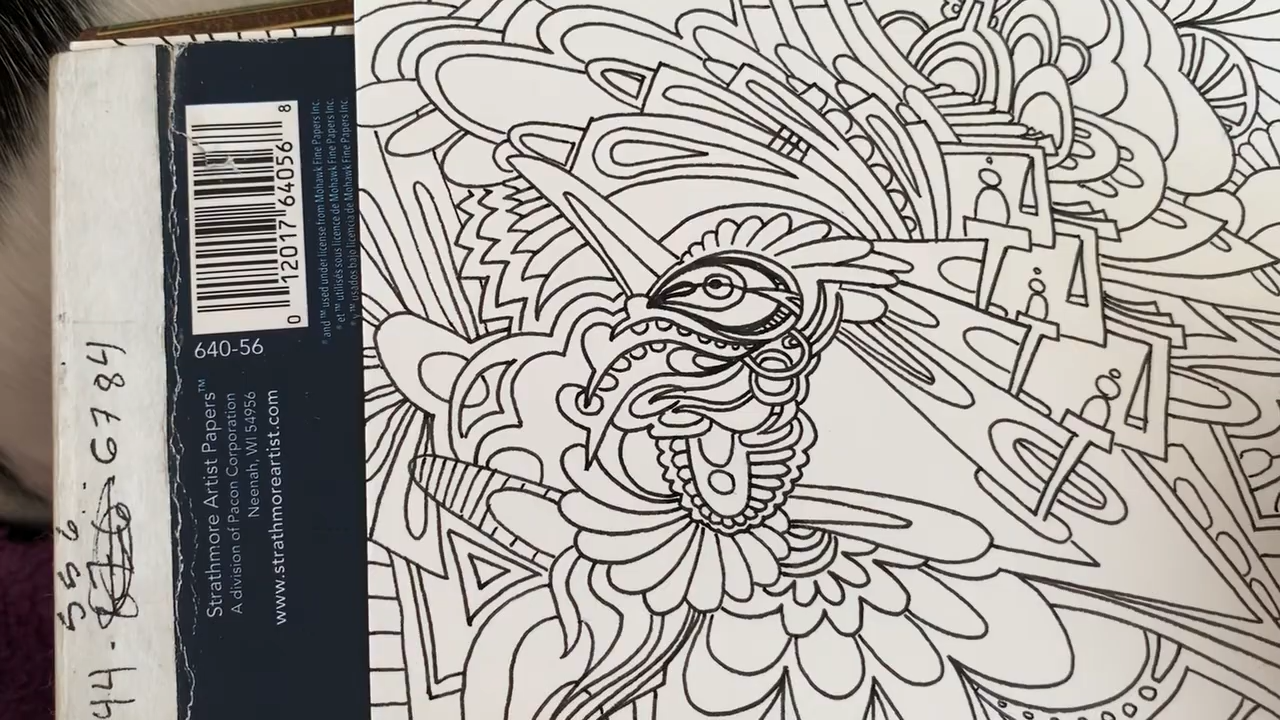 8
0 12017 64056
® and ™ used under license from Mohawk Fine Papers Inc.
® et ™ utilisés sous licence de Mohawk Fine Papers Inc.
® y ™ usados bajo licencia de Mohawk Fine Papers Inc.
640-56
Strathmore Artist Papers™
A division of Pacon Corporation
Neenah, WI 54956
www.strathmoreartist.com
556
44 - 6784